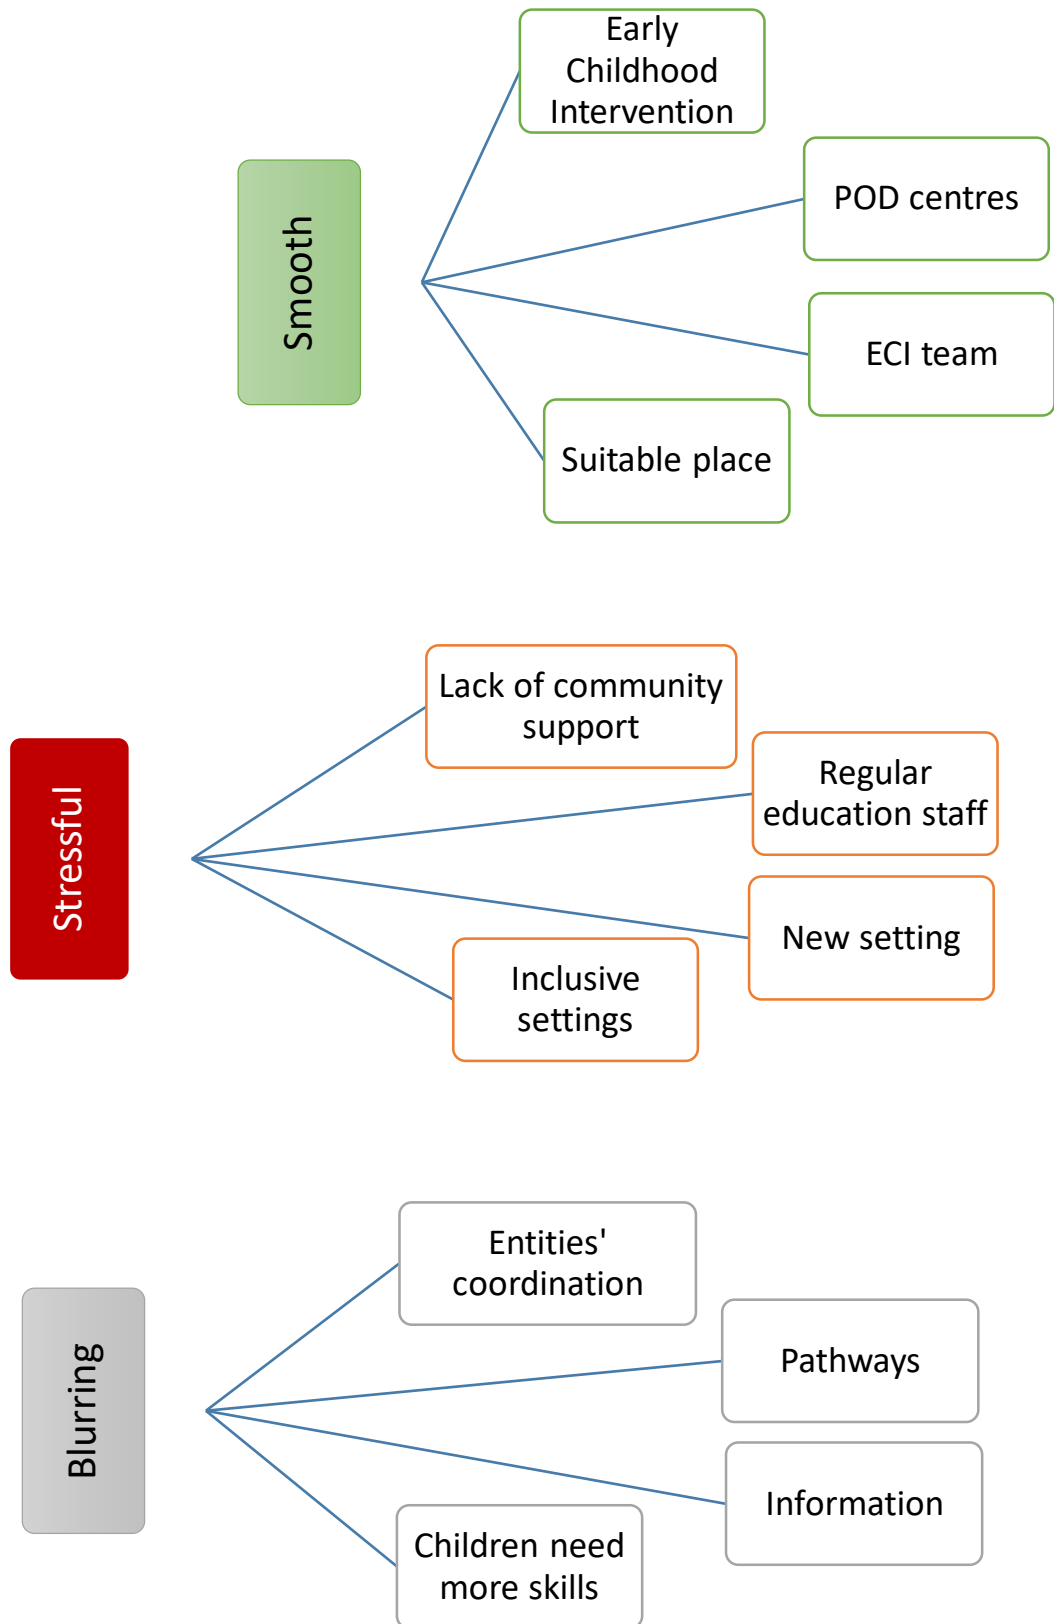 Smooth
Early
Childhood
Intervention
POD centres
ECI team
Suitable place
Stressful
Lack of community
support
Regular
education staff
New setting
Inclusive
settings
Blurring
Entities'
coordination
Pathways
Information
Children need
more skills